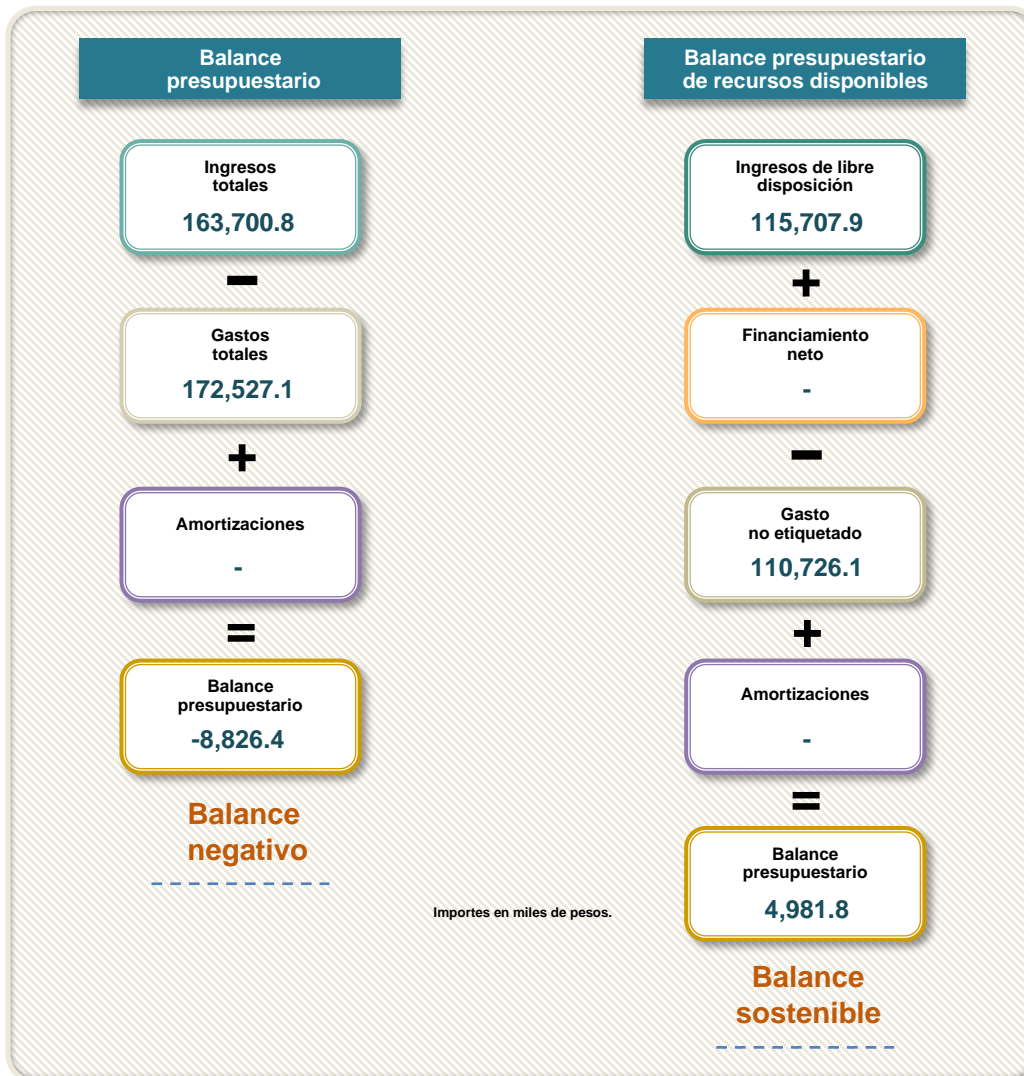 Balance
presupuestario
Ingresos
totales
163,700.8
−
Gastos
totales
172,527.1
+
Amortizaciones
-
=
Balance
presupuestario
-8,826.4
Balance
negativo
Balance presupuestario
de recursos disponibles
Ingresos de libre
disposición
115,707.9
+
Financiamiento
neto
-
−
Gasto
no etiquetado
110,726.1
+
Amortizaciones
-
=
Balance
presupuestario
4,981.8
Balance
sostenible
Importes en miles de pesos.